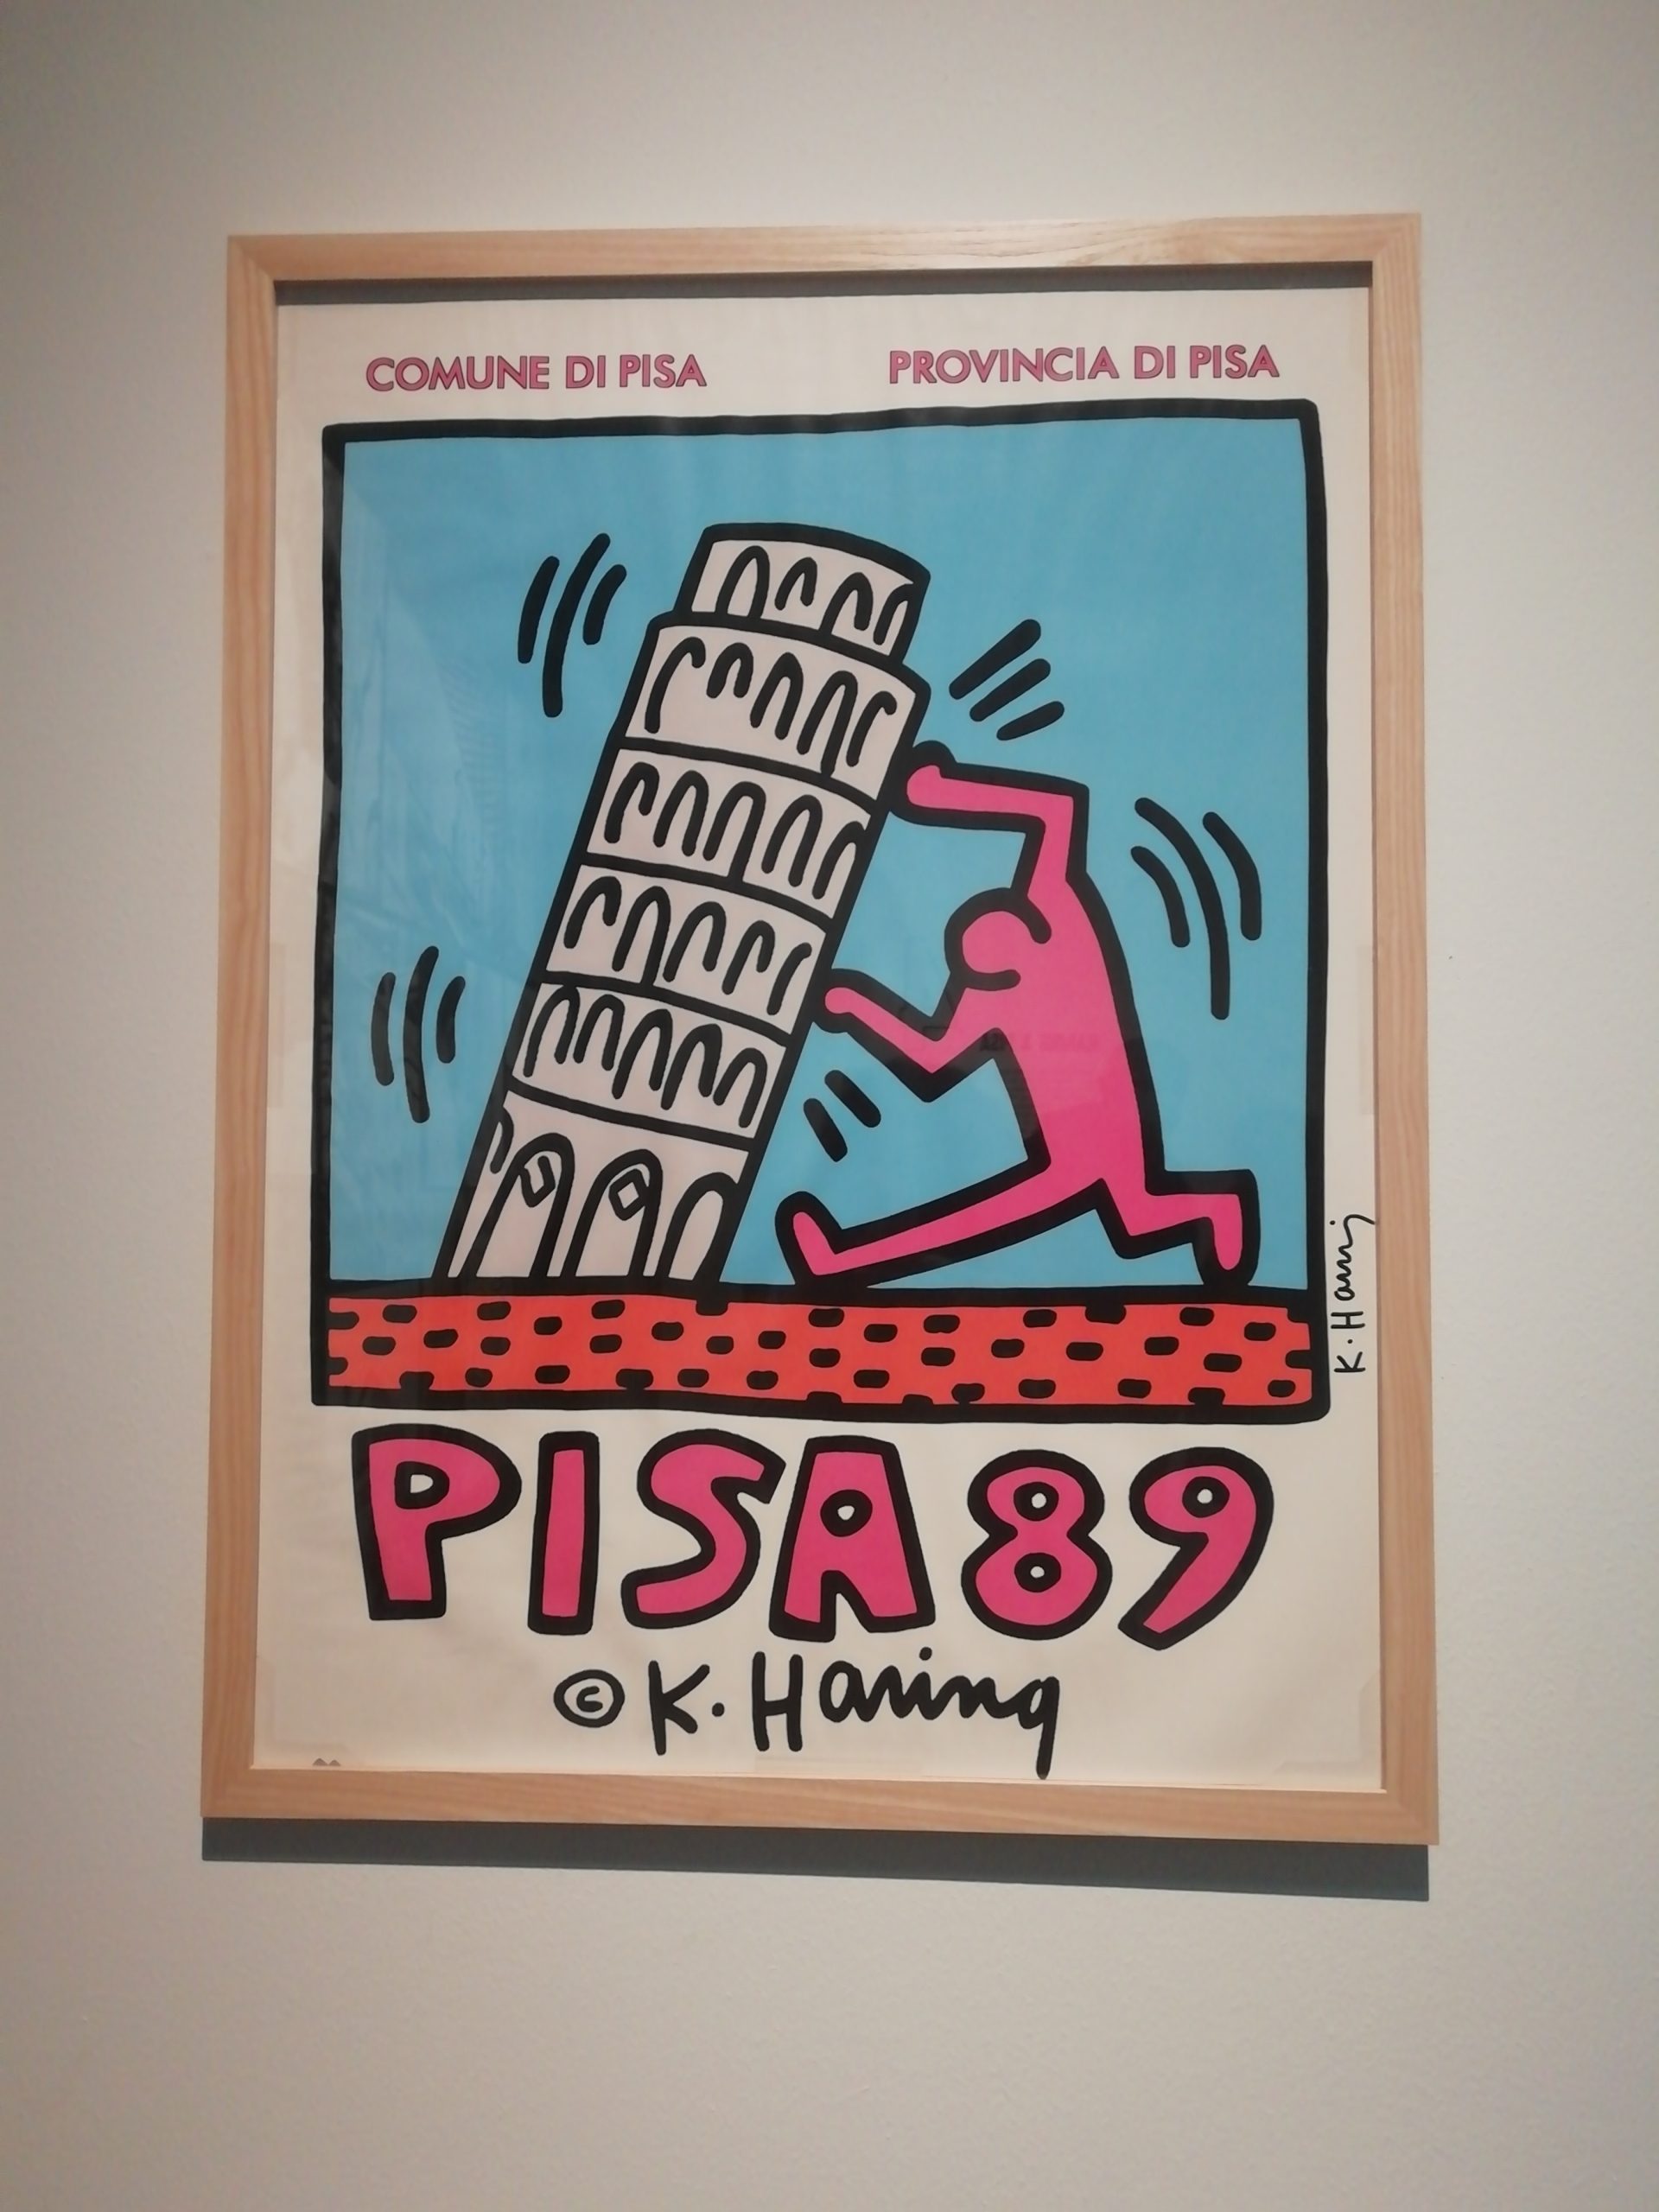 COMUNE DI PISA
PROVINCIA DI PISA
K. Haring
PISA 89
© K. Haring